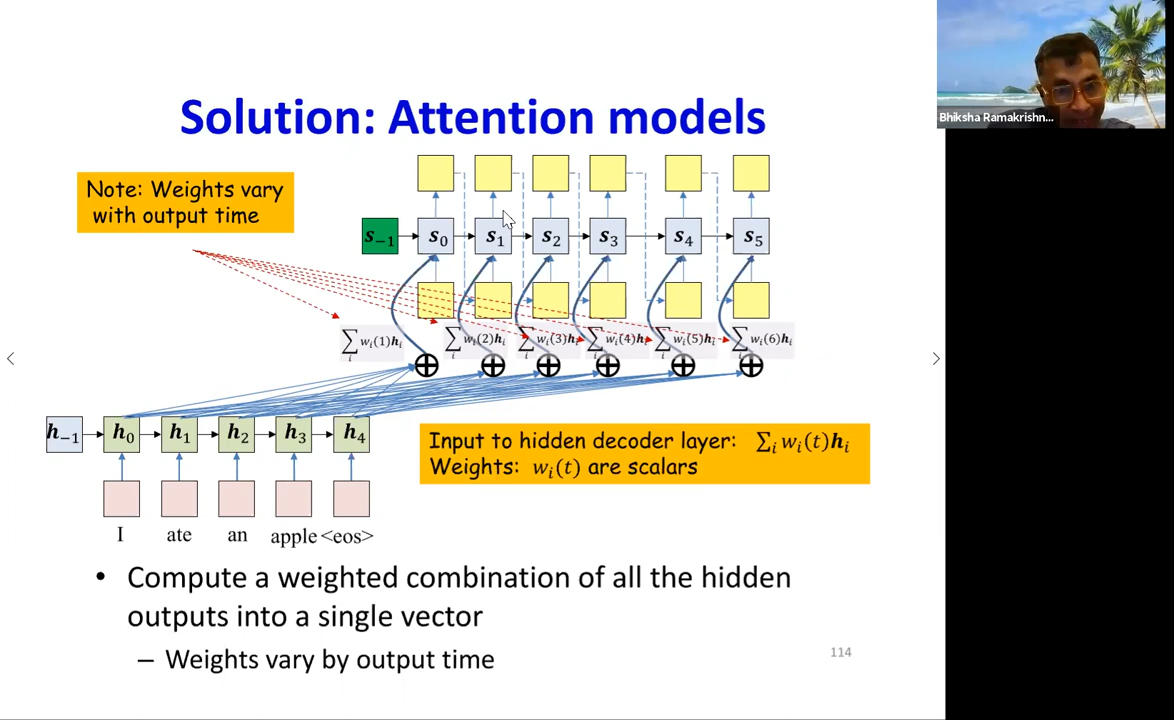 Solution: Attention models
Bhiksha Ramakrishn...
Note: Weights vary
with output time
s₋₁ s₀ s₁ s₂ s₃ s₄ s₅
∑ᵢ wᵢ(1)hᵢ ∑ᵢ wᵢ(2)hᵢ ∑ᵢ wᵢ(3)hᵢ ∑ᵢ wᵢ(4)hᵢ ∑ᵢ wᵢ(5)hᵢ ∑ᵢ wᵢ(6)hᵢ
h₋₁ h₀ h₁ h₂ h₃ h₄
Input to hidden decoder layer: ∑ᵢ wᵢ(t)hᵢ
Weights: wᵢ(t) are scalars
I ate an apple <eos>
• Compute a weighted combination of all the hidden
outputs into a single vector
– Weights vary by output time
114